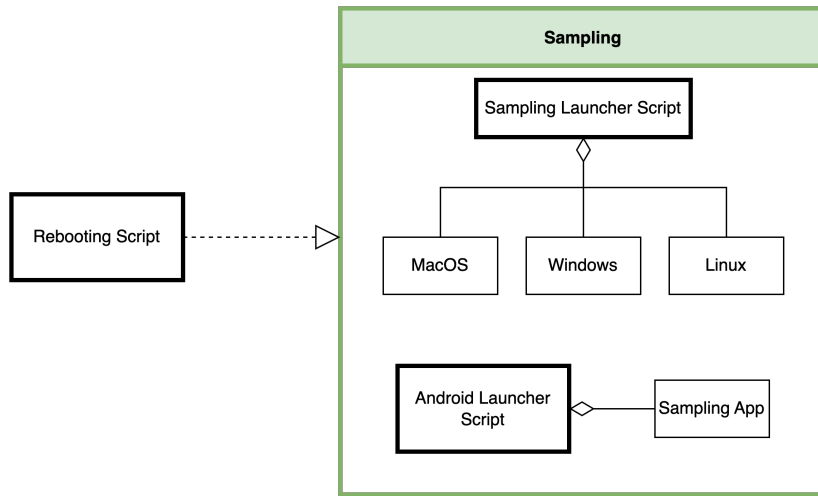 Sampling
Sampling Launcher Script
Rebooting Script
MacOS
Windows
Linux
Android Launcher
Script
Sampling App